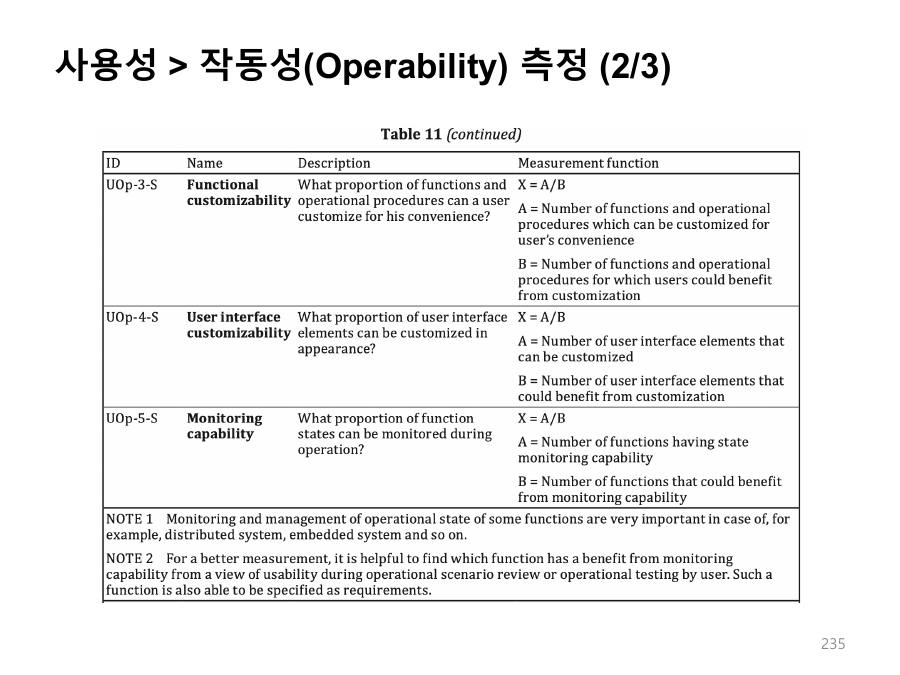 사용성 > 작동성(Operability) 측정 (2/3)
Table 11 (continued)
ID Name Description Measurement function
UOp-3-S Functional What proportion of functions and X = A/B
customizability operational procedures can a user
customize for his convenience?
A = Number of functions and operational
procedures which can be customized for
user's convenience
B = Number of functions and operational
procedures for which users could benefit
from customization
UOp-4-S User interface What proportion of user interface X = A/B
customizability elements can be customized in
appearance?
A = Number of user interface elements that
can be customized
B = Number of user interface elements that
could benefit from customization
UOp-5-S Monitoring What proportion of function X = A/B
capability states can be monitored during
operation?
A = Number of functions having state
monitoring capability
B = Number of functions that could benefit
from monitoring capability
NOTE 1 Monitoring and management of operational state of some functions are very important in case of, for
example, distributed system, embedded system and so on.
NOTE 2 For a better measurement, it is helpful to find which function has a benefit from monitoring
capability from a view of usability during operational scenario review or operational testing by user. Such a
function is also able to be specified as requirements.
235